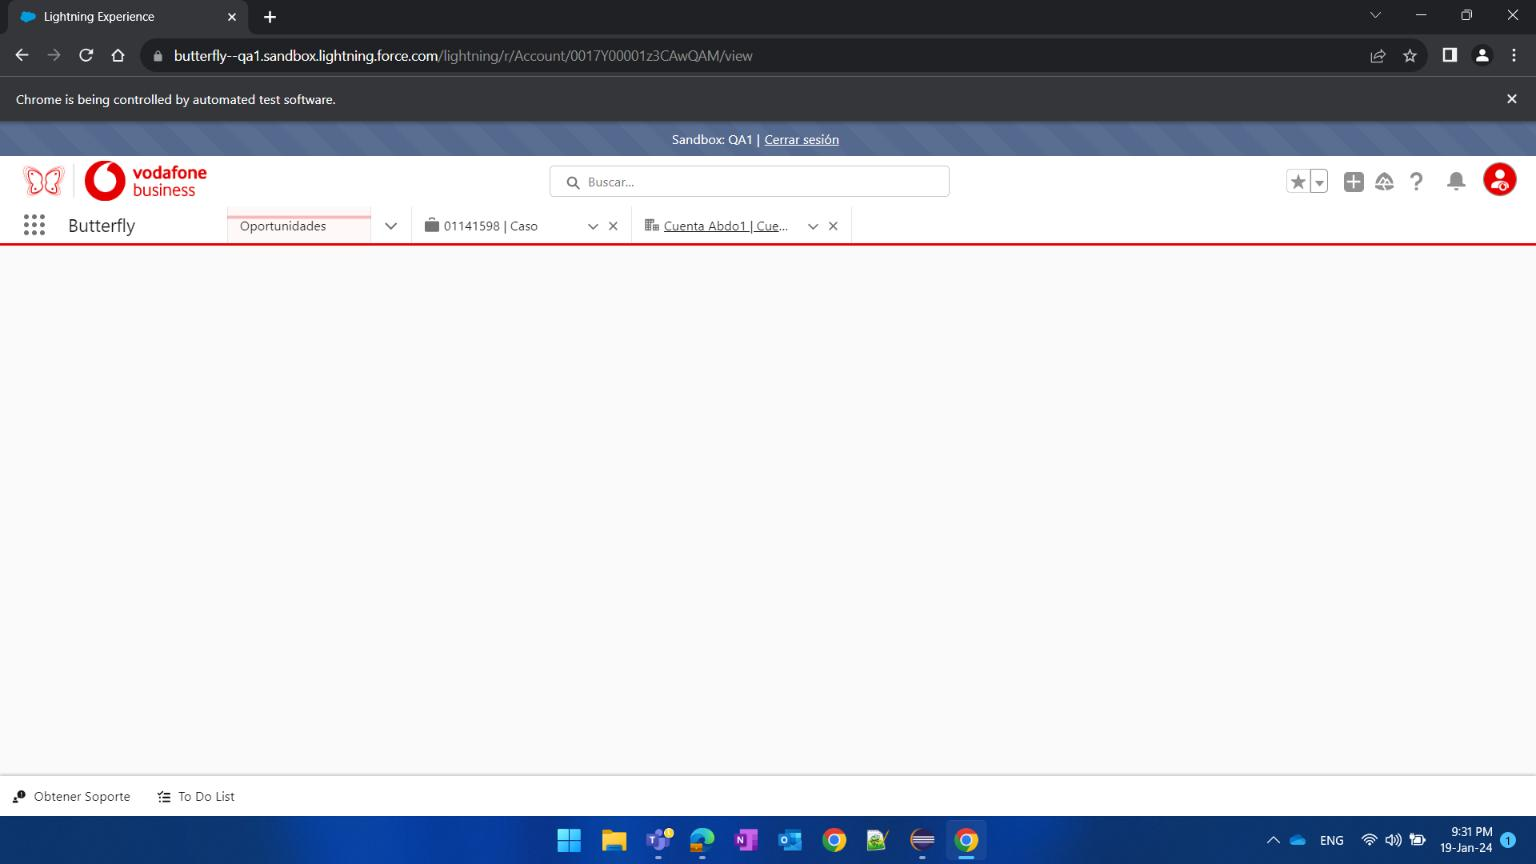 Lightning Experience
butterfly--qa1.sandbox.lightning.force.com/lightning/r/Account/0017Y00001z3CAwQAM/view
Chrome is being controlled by automated test software.
Sandbox: QA1 | Cerrar sesión
vodafone
business
Buscar...
Butterfly
Oportunidades
01141598 | Caso
Cuenta Abdo1 | Cue...
Obtener Soporte
To Do List
ENG
9:31 PM
19-Jan-24
1